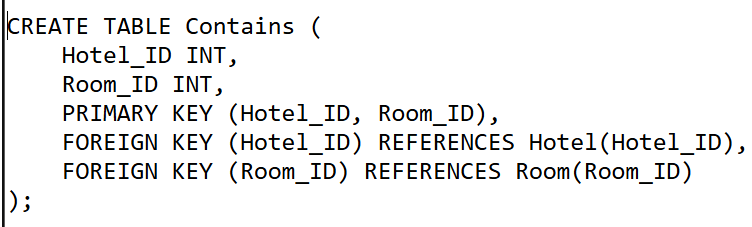 CREATE TABLE Contains (
    Hotel_ID INT,
    Room_ID INT,
    PRIMARY KEY (Hotel_ID, Room_ID),
    FOREIGN KEY (Hotel_ID) REFERENCES Hotel(Hotel_ID),
    FOREIGN KEY (Room_ID) REFERENCES Room(Room_ID)
);